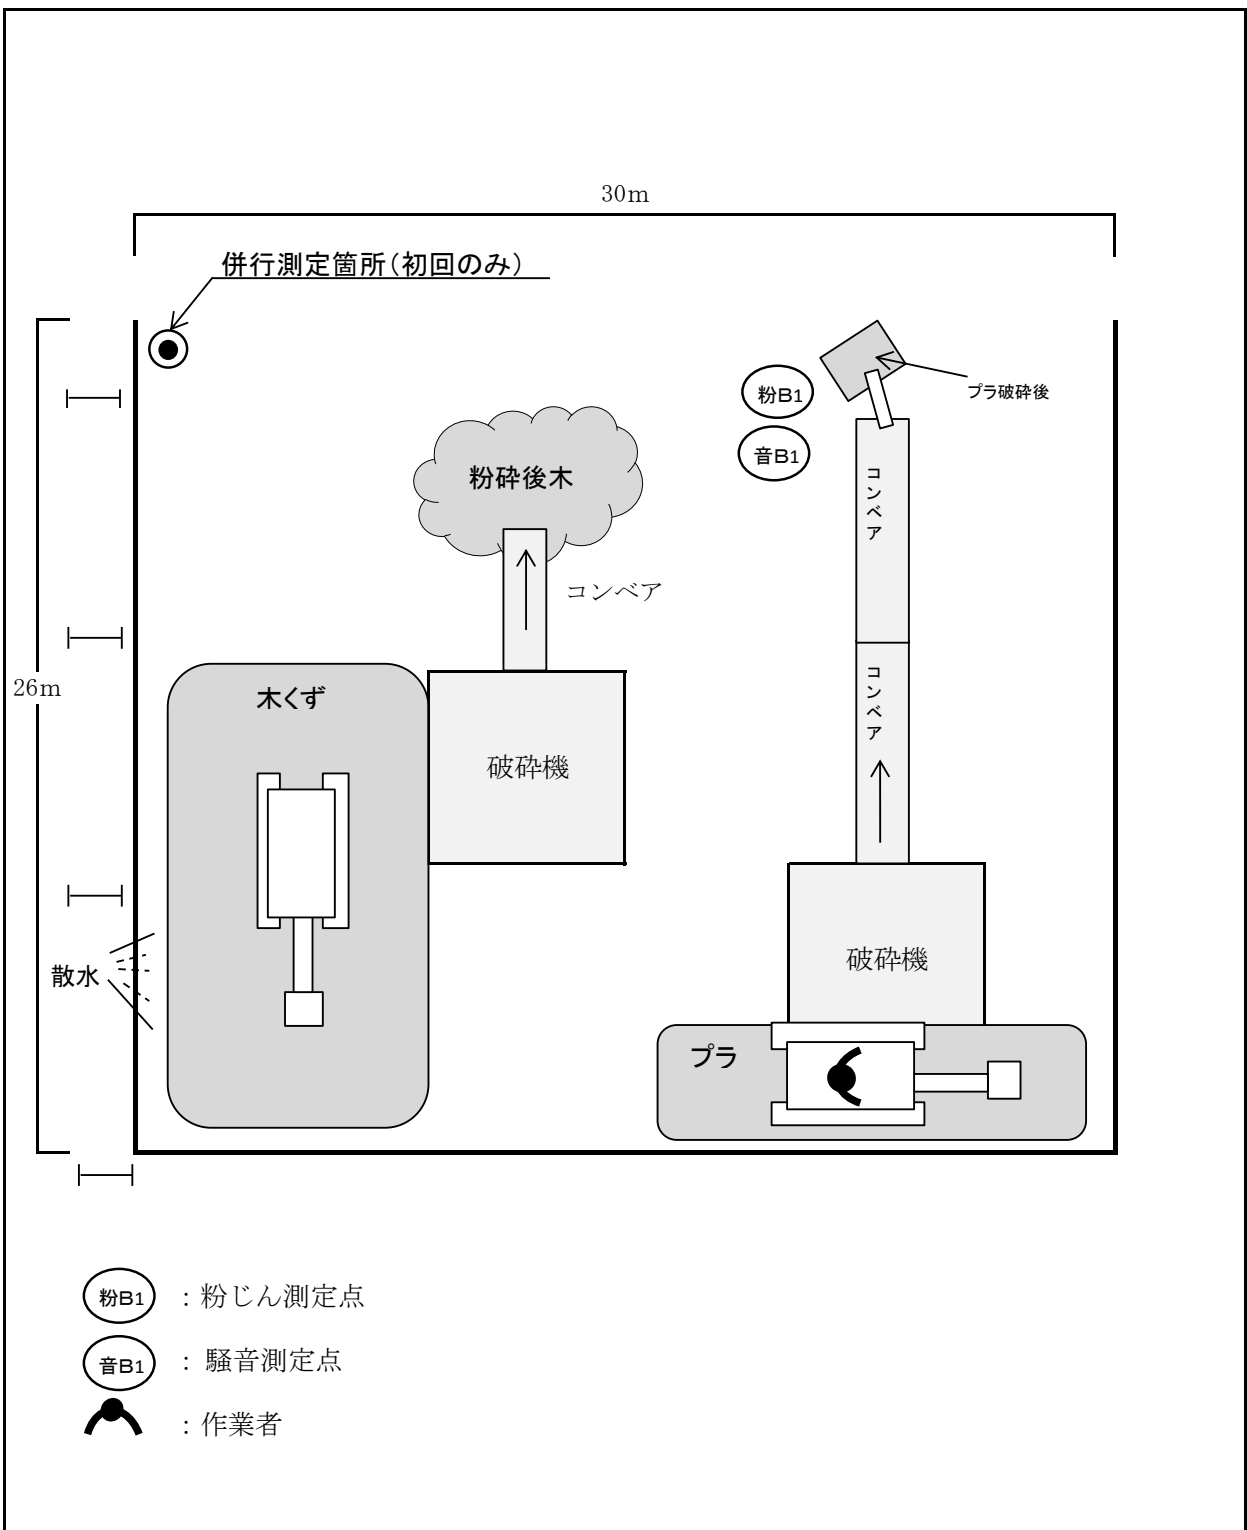 30m
併行測定箇所（初回のみ）
プラ破砕後
粉B1
音B1
粉砕後木
コンベア
コンベア
コンベア
26m
木くず
破砕機
破砕機
散水
プラ
粉B1 : 粉じん測定点
音B1 : 騒音測定点
: 作業者